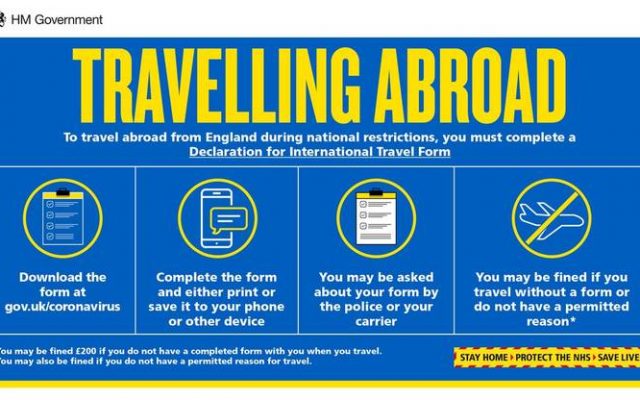 HM Government
TRAVELLING ABROAD
To travel abroad from England during national restrictions, you must complete a
Declaration for International Travel Form
Download the
form at
gov.uk/coronavirus
Complete the form
and either print or
save it to your phone
or other device
You may be asked
about your form by
the police or your
carrier
You may be fined if you
travel without a form or
do not have a permitted
reason*
You may be fined £200 if you do not have a completed form with you when you travel.
You may also be fined if you do not have a permitted reason for travel.
STAY HOME PROTECT THE NHS SAVE LIVE